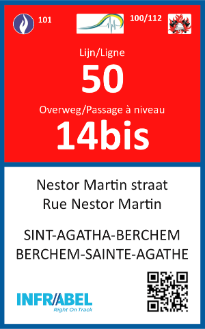 101
100/112
Lijn/Ligne
50
Overweg/Passage à niveau
14bis
Nestor Martin straat
Rue Nestor Martin
SINT-AGATHA-BERCHEM
BERCHEM-SAINTE-AGATHE
INFRABEL
Right On Track